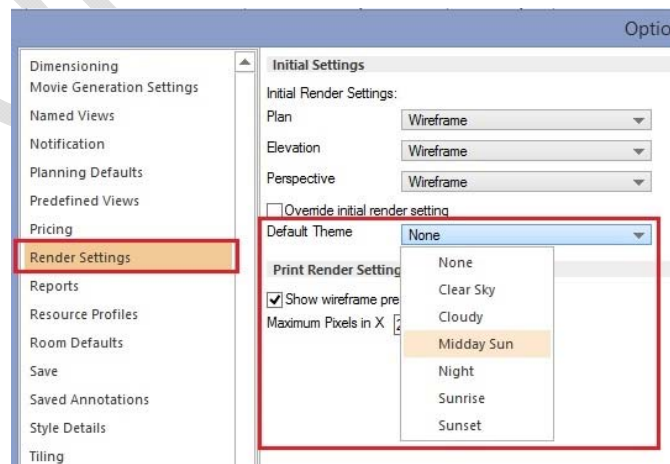 Optio
Dimensioning
Movie Generation Settings
Named Views
Notification
Planning Defaults
Predefined Views
Pricing
Render Settings
Reports
Resource Profiles
Room Defaults
Save
Saved Annotations
Style Details
Tiling
Initial Settings
Initial Render Settings:
Plan Wireframe
Elevation Wireframe
Perspective Wireframe
Override initial render setting
Default Theme None
Print Render Setting
Show wireframe pre
Maximum Pixels in X
None
Clear Sky
Cloudy
Midday Sun
Night
Sunrise
Sunset